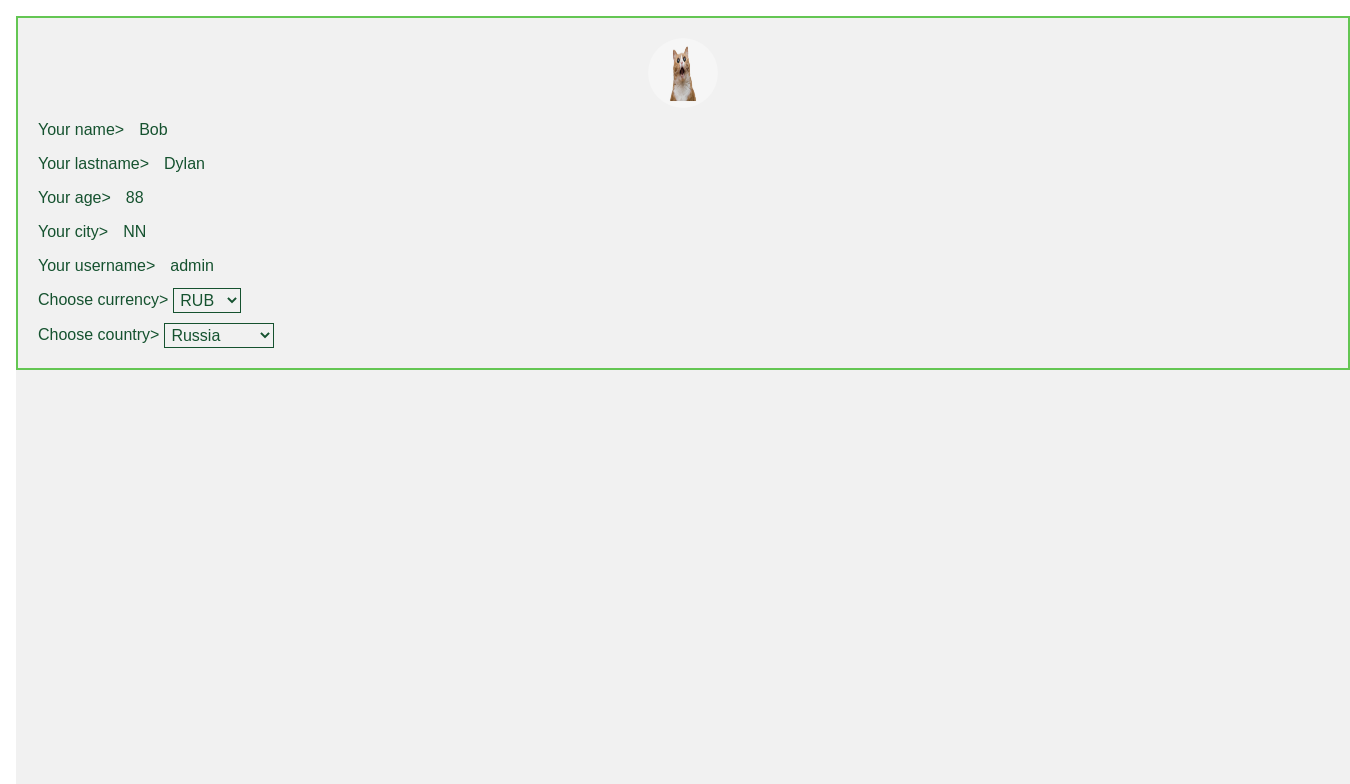 Your name> Bob
Your lastname> Dylan
Your age> 88
Your city> NN
Your username> admin
Choose currency> RUB
Choose country> Russia